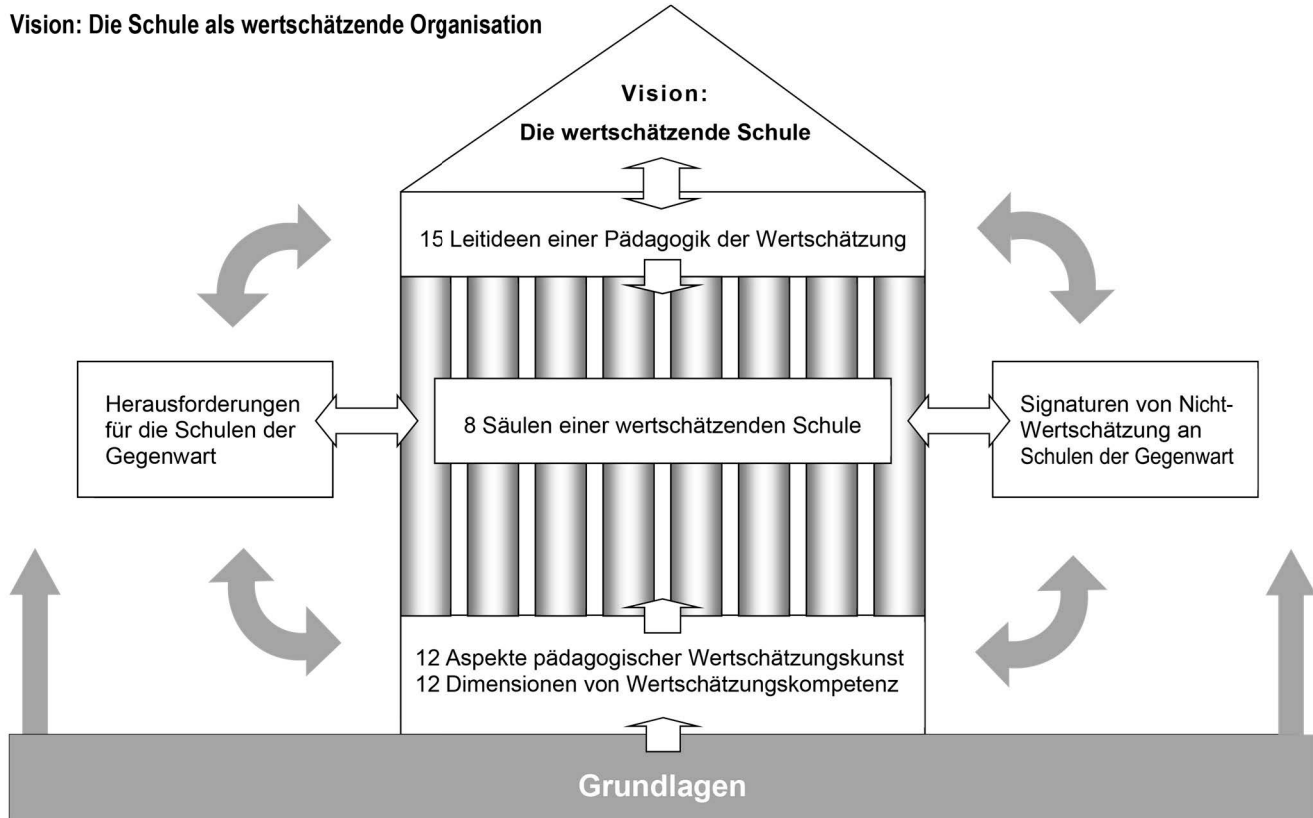 Vision: Die Schule als wertschätzende Organisation
Vision:
Die wertschätzende Schule
15 Leitideen einer Pädagogik der Wertschätzung
Herausforderungen
für die Schulen der
Gegenwart
8 Säulen einer wertschätzenden Schule
Signaturen von Nicht-
Wertschätzung an
Schulen der Gegenwart
12 Aspekte pädagogischer Wertschätzungskunst
12 Dimensionen von Wertschätzungskompetenz
Grundlagen